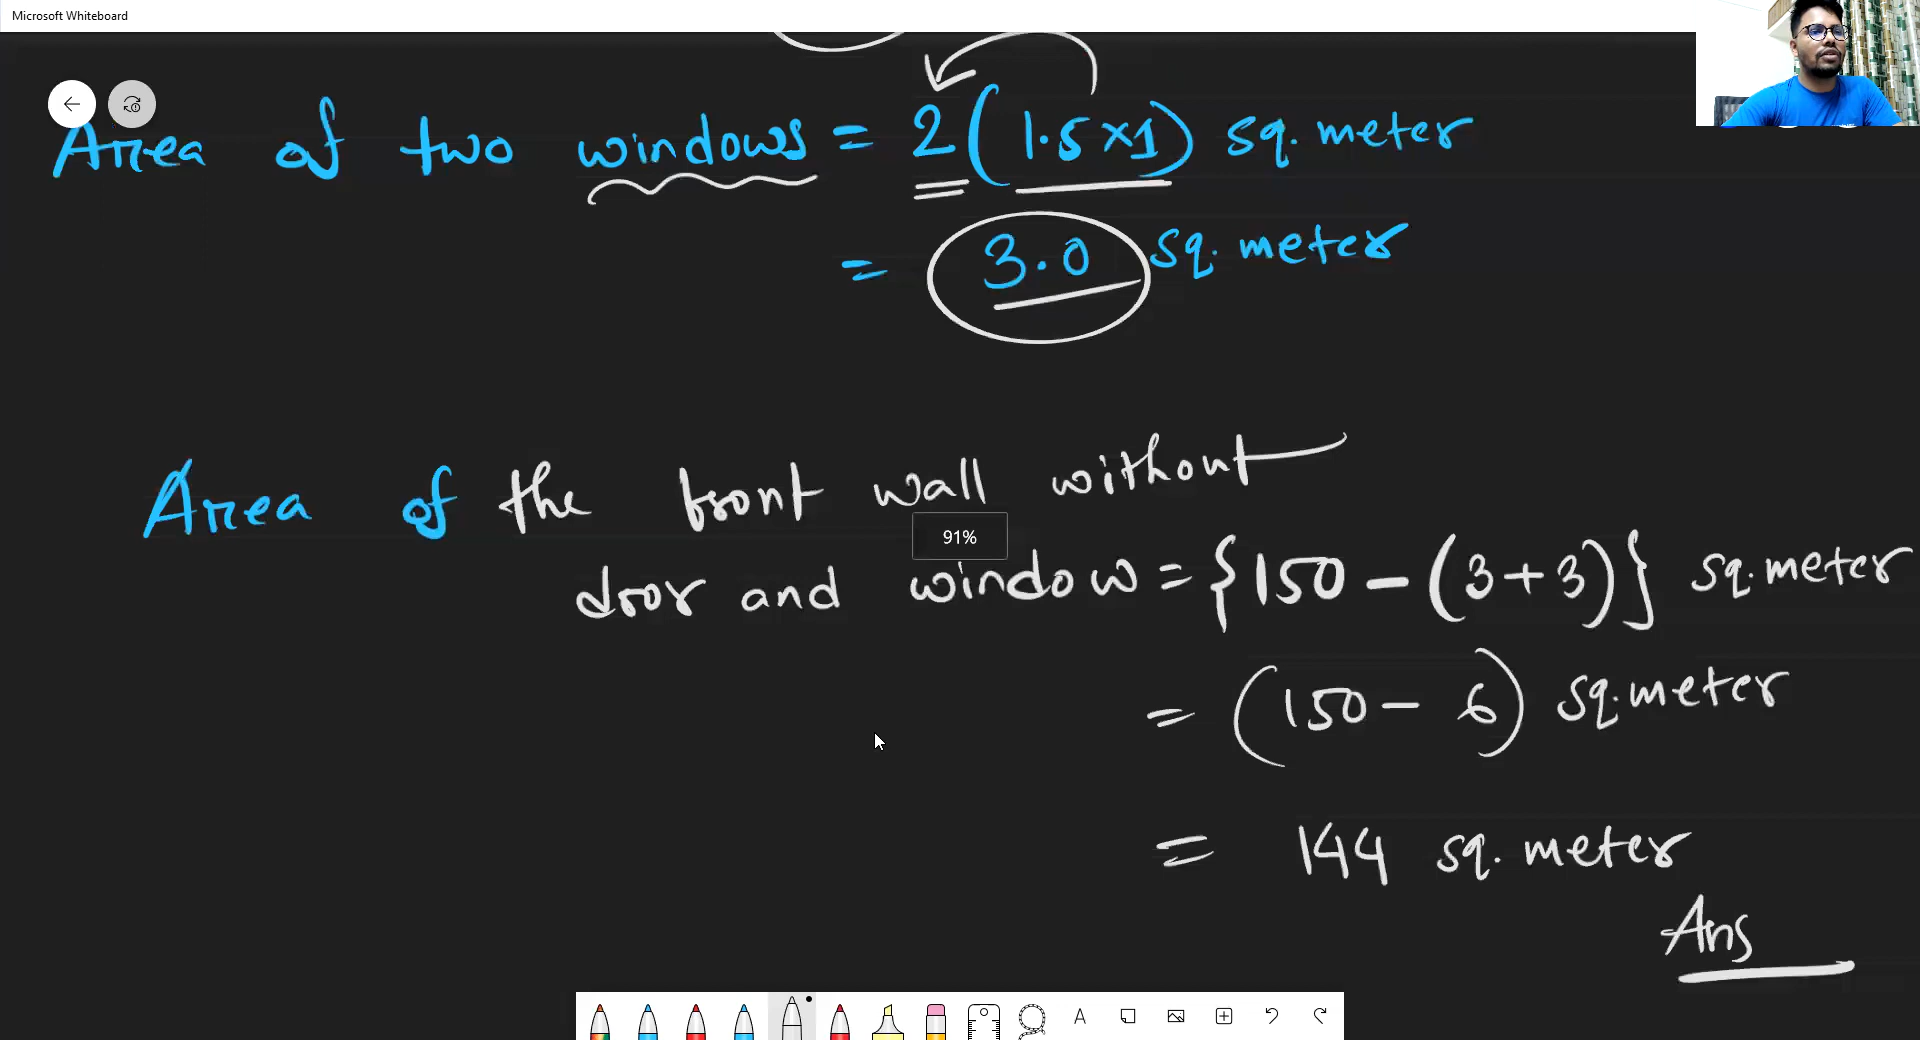 Microsoft Whiteboard
Area of two windows = 2 (1.5×1) sq. meter
= 3.0 sq. meter
Area of the front wall without
91%
door and window = {150 - (3+3)} sq. meter
= (150 - 6) sq. meter
= 144 sq. meter
Ans
A